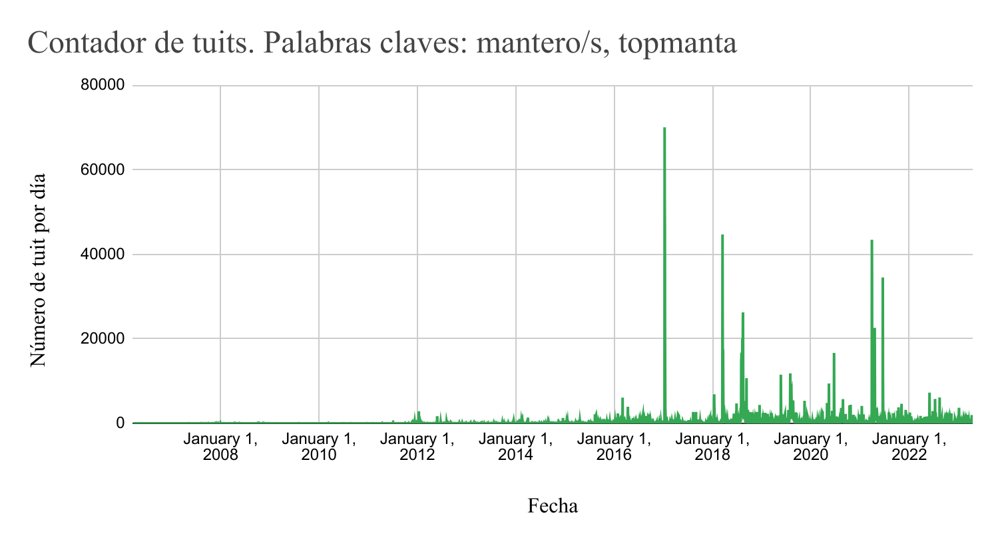 Contador de tuits. Palabras claves: mantero/s, topmanta
Número de tuit por día
80000
60000
40000
20000
0
January 1, 2008
January 1, 2010
January 1, 2012
January 1, 2014
January 1, 2016
January 1, 2018
January 1, 2020
January 1, 2022
Fecha